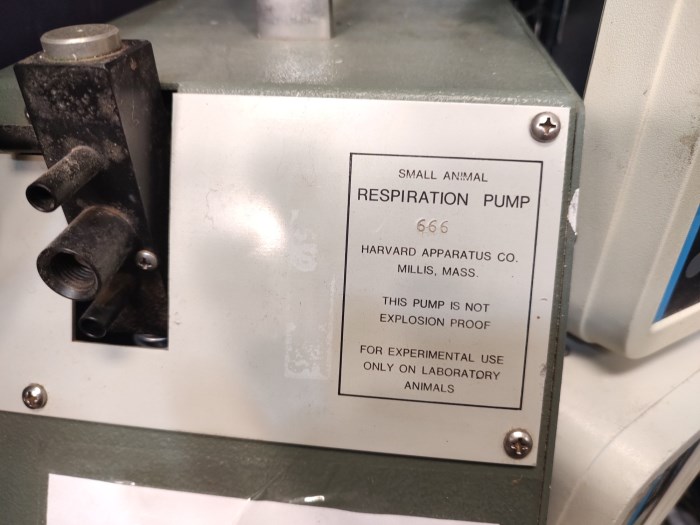 SMALL ANIMAL
RESPIRATION PUMP
666
HARVARD APPARATUS CO.
MILLIS, MASS.
THIS PUMP IS NOT
EXPLOSION PROOF
FOR EXPERIMENTAL USE
ONLY ON LABORATORY
ANIMALS